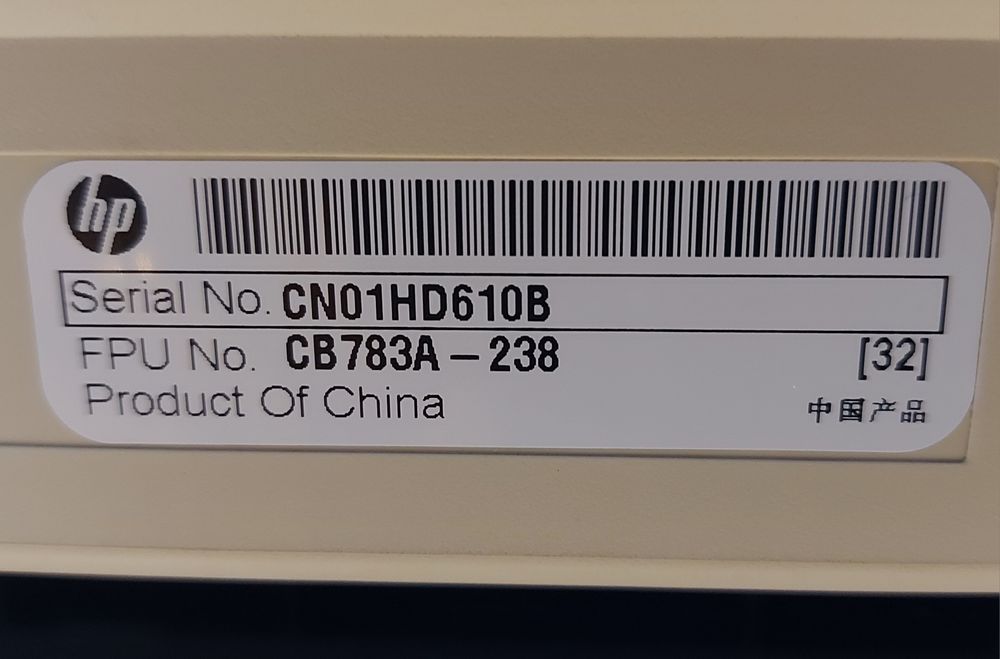 hp
Serial No. CN01HD610B
FPU No. CB783A – 238 [32]
Product Of China 中国产品